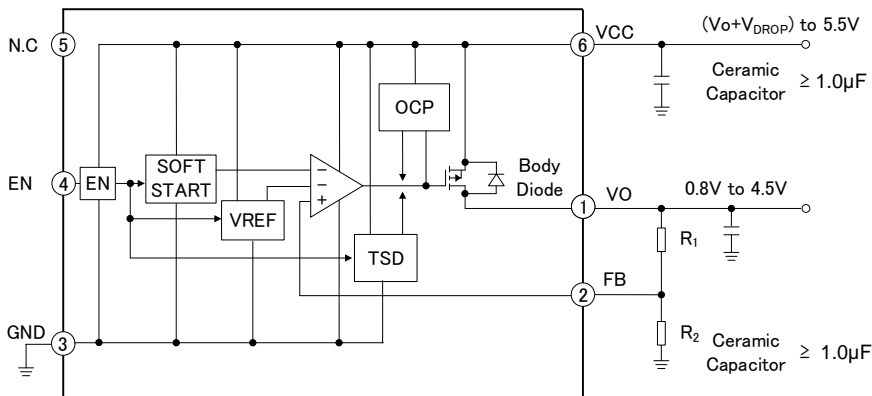 N.C
5
6
VCC
(Vo+VDROP) to 5.5V
Ceramic
Capacitor
≥ 1.0µF
OCP
EN
4
EN
SOFT
START
−
−
+
VREF
TSD
Body
Diode
1
VO
0.8V to 4.5V
R1
2
FB
R2
Ceramic
Capacitor
≥ 1.0µF
GND
3